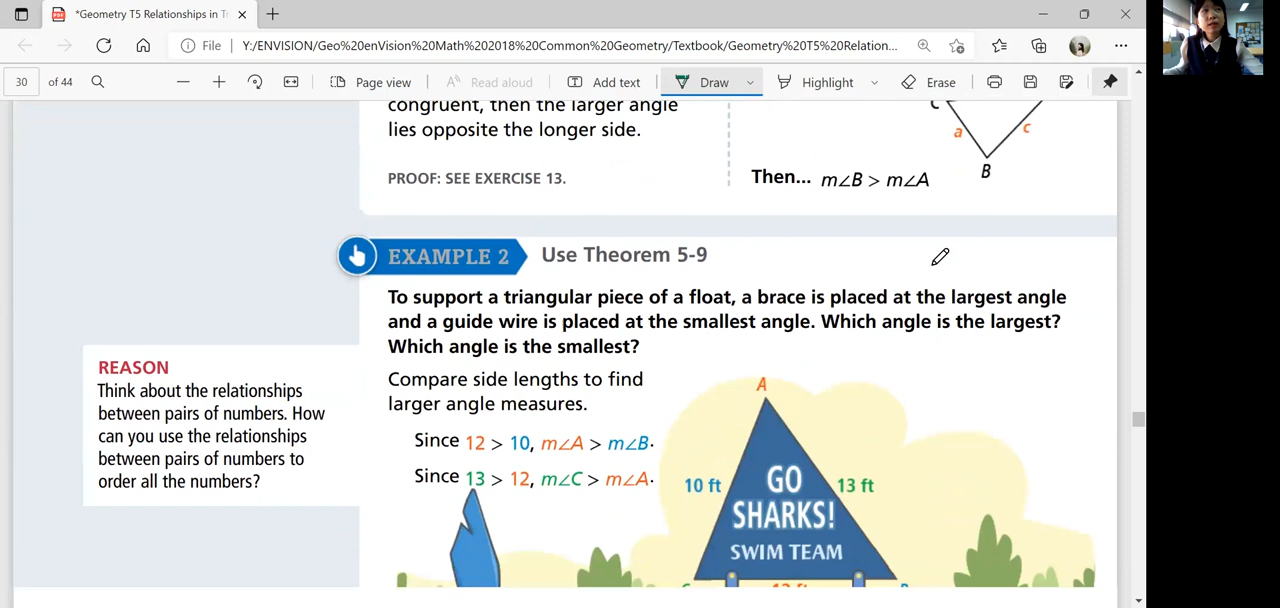 *Geometry T5 Relationships in Tr
File
Y:/ENVISION/Geo%20enVision%20Math%202018%20Common%20Geometry/Textbook/Geometry%20T5%20Relation...
30
of 44
Page view
Read aloud
Add text
Draw
Highlight
Erase
congruent, then the larger angle
lies opposite the longer side.
PROOF: SEE EXERCISE 13.
C
a
c
B
Then... m∠B > m∠A
EXAMPLE 2
Use Theorem 5-9
To support a triangular piece of a float, a brace is placed at the largest angle
and a guide wire is placed at the smallest angle. Which angle is the largest?
Which angle is the smallest?
REASON
Think about the relationships
between pairs of numbers. How
can you use the relationships
between pairs of numbers to
order all the numbers?
Compare side lengths to find
larger angle measures.
Since 12 > 10, m∠A > m∠B.
Since 13 > 12, m∠C > m∠A.
A
10 ft
13 ft
GO
SHARKS!
SWIM TEAM